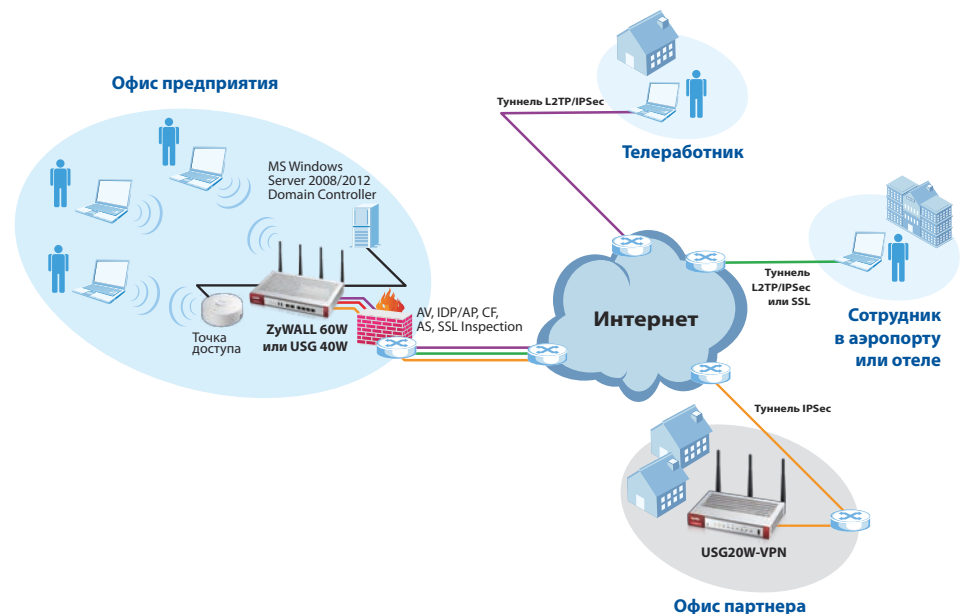 Офис предприятия
MS Windows
Server 2008/2012
Domain Controller
Точка
доступа
ZyWALL 60W
или USG 40W
AV, IDP/AP, CF,
AS, SSL Inspection
Интернет
Туннель L2TP/IPSec
Телеработник
Туннель
L2TP/IPSec
или SSL
Сотрудник
в аэропорту
или отеле
Туннель IPSec
USG20W-VPN
Офис партнера